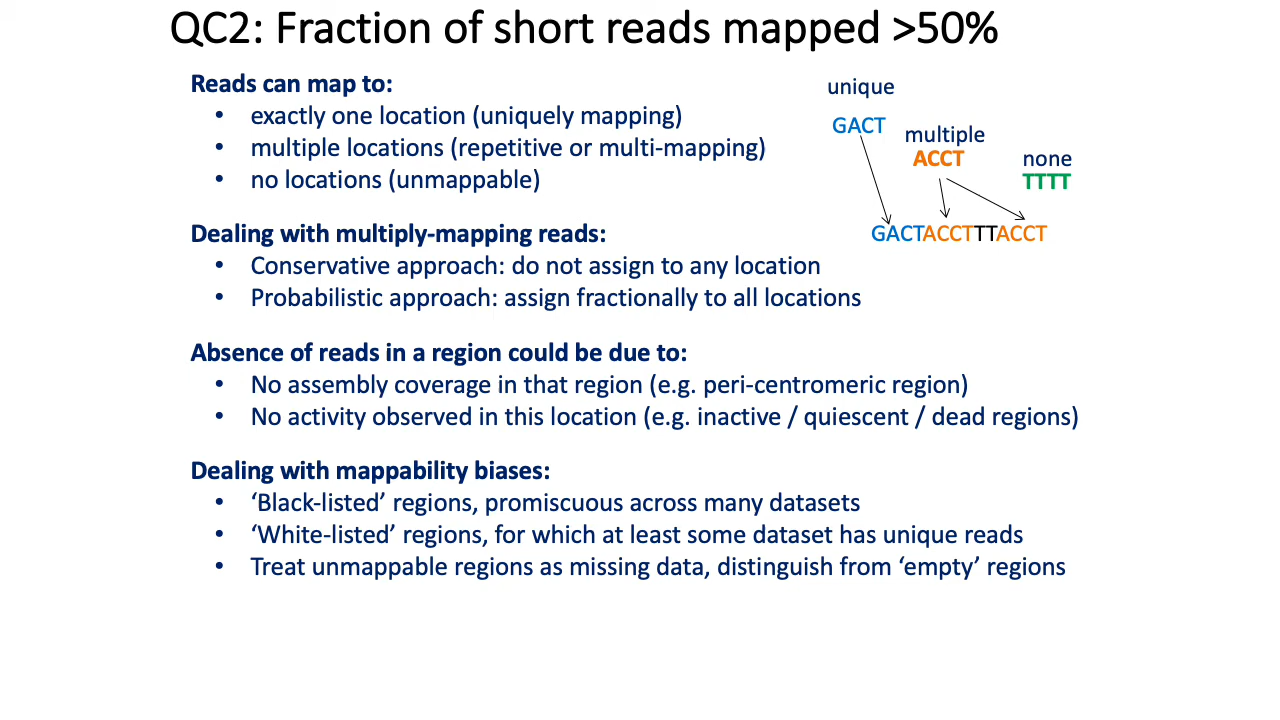 QC2: Fraction of short reads mapped >50%
Reads can map to:
• exactly one location (uniquely mapping)
• multiple locations (repetitive or multi-mapping)
• no locations (unmappable)
unique
GACT
multiple
ACCT
none
TTTT
GACTACCTTTACCT
Dealing with multiply-mapping reads:
• Conservative approach: do not assign to any location
• Probabilistic approach: assign fractionally to all locations
Absence of reads in a region could be due to:
• No assembly coverage in that region (e.g. peri-centromeric region)
• No activity observed in this location (e.g. inactive / quiescent / dead regions)
Dealing with mappability biases:
• ‘Black-listed’ regions, promiscuous across many datasets
• ‘White-listed’ regions, for which at least some dataset has unique reads
• Treat unmappable regions as missing data, distinguish from ‘empty’ regions